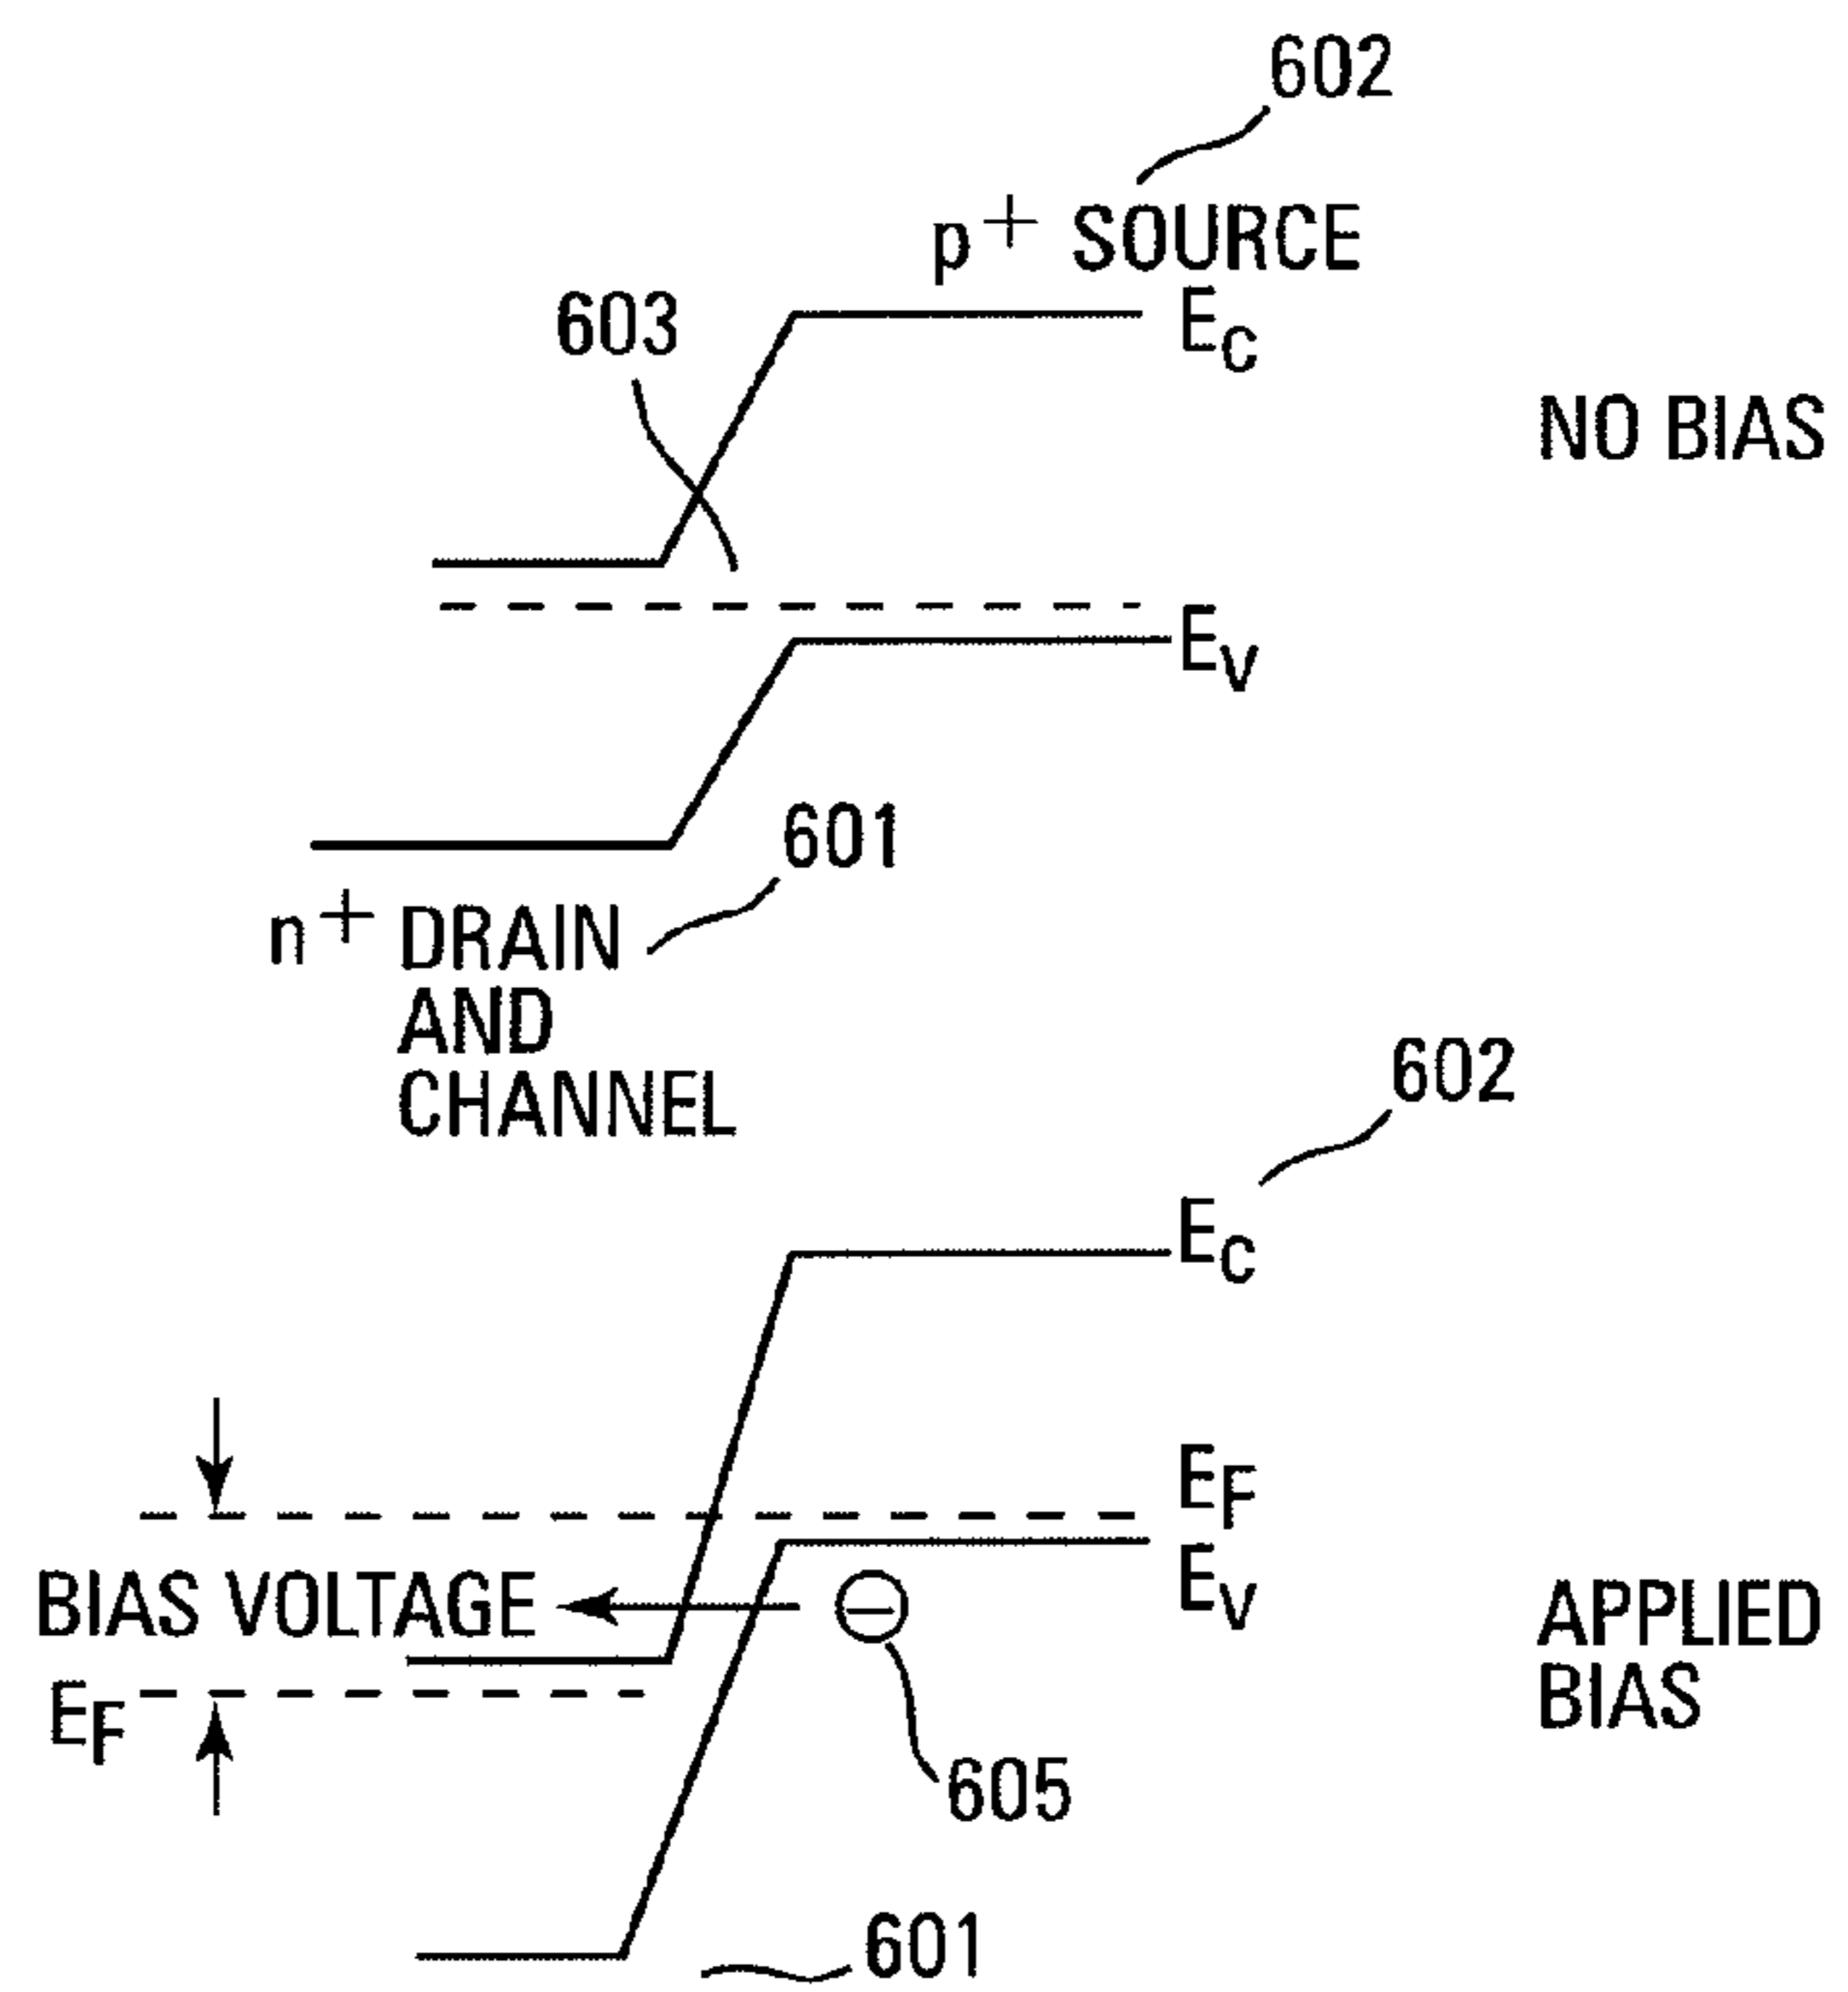 602
p+ SOURCE
603
EC
NO BIAS
EV
601
n+ DRAIN
AND
CHANNEL
602
EC
EF
EV
BIAS VOLTAGE
APPLIED
BIAS
EF
605
601